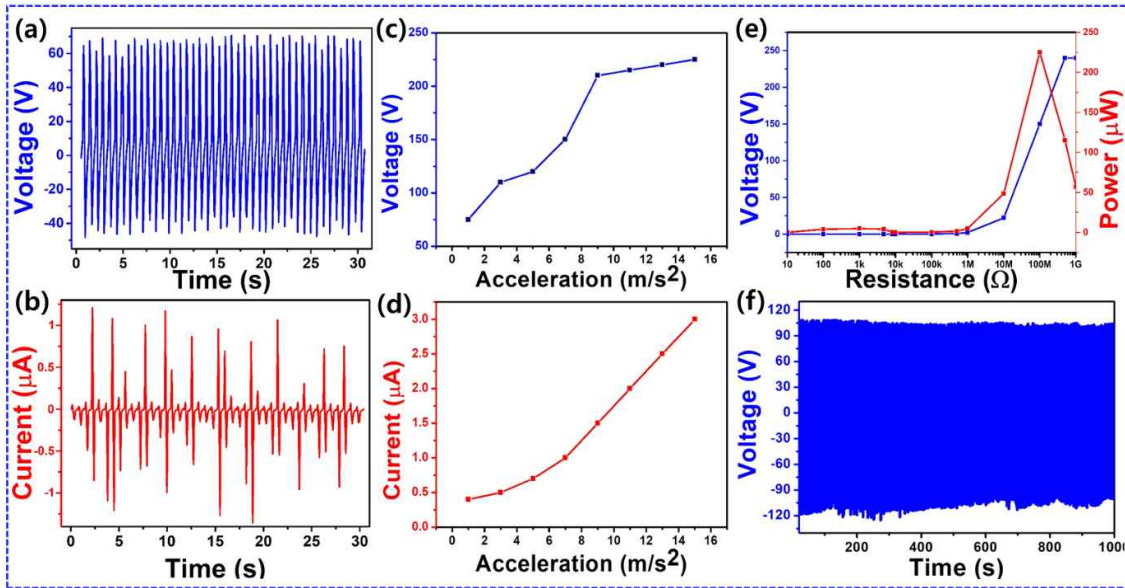 (a)
Voltage (V)
60
40
20
0
-20
-40
0 5 10 15 20 25 30
Time (s)
(b)
Current (μA)
1
0.5
0
-0.5
-1
0 5 10 15 20 25 30
Time (s)
(c)
Voltage (V)
250
200
150
100
50
0 2 4 6 8 10 12 14 16
Acceleration (m/s2)
(d)
Current (μA)
3.0
2.5
2.0
1.5
1.0
0.5
0.0
0 2 4 6 8 10 12 14 16
Acceleration (m/s2)
(e)
Voltage (V)
250
200
150
100
50
0
10 100 1k 10k 100k 1M 10M 100M 1G
Resistance (Ω)
250
200
150
100
50
0
Power (μW)
(f)
Voltage (V)
120
90
60
30
0
-30
-60
-90
-120
200 400 600 800 1000
Time (s)